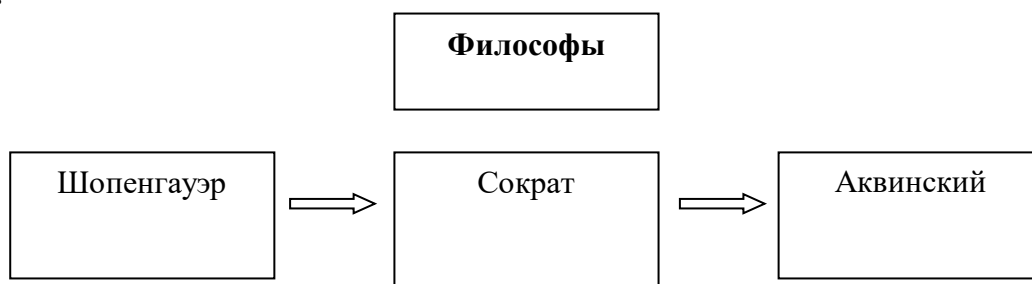 Философы
Шопенгауэр
Сократ
Аквинский